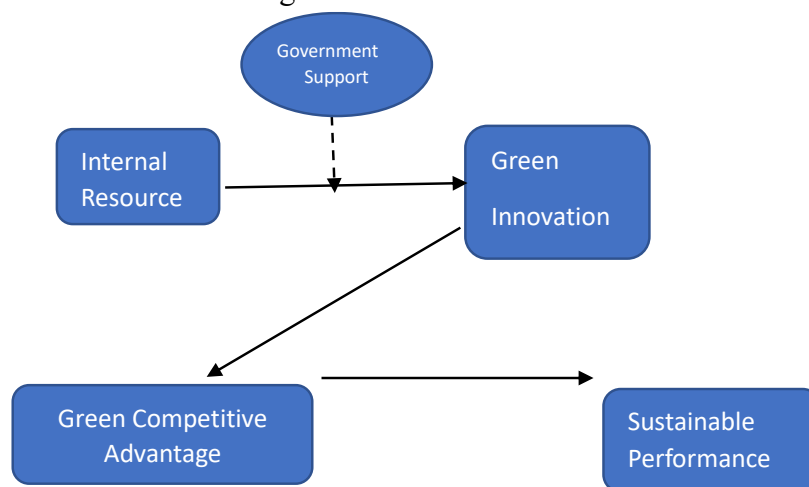 Government
Support
Internal
Resource
Green
Innovation
Green Competitive
Advantage
Sustainable
Performance